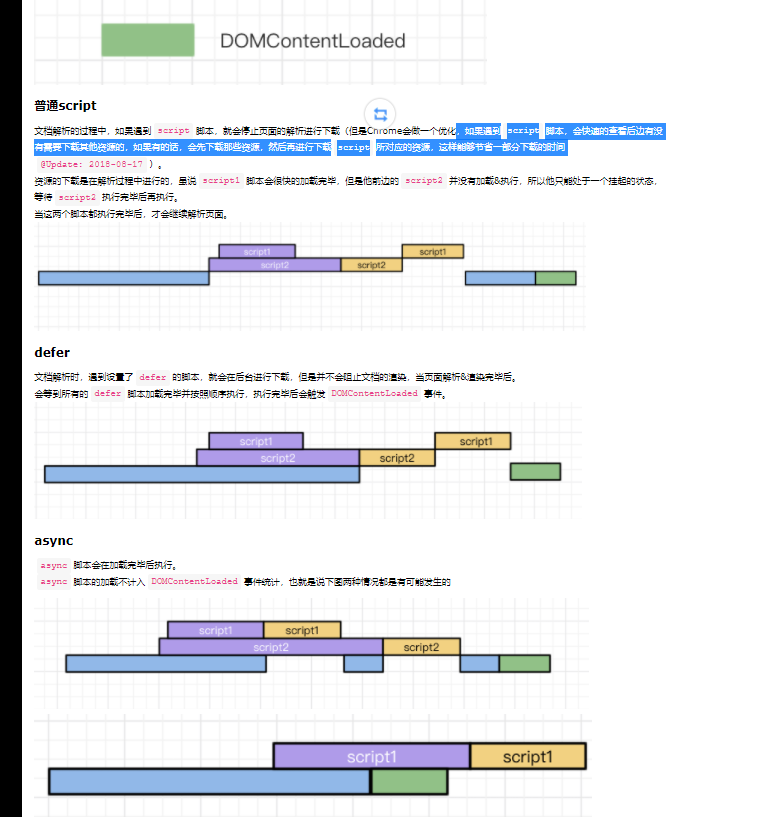 DOMContentLoaded
普通script
文档解析的过程中，如果遇到 script 脚本，就会停止页面的解析进行下载（但是Chrome会做一个优化，如果遇到 script 脚本，会快速的查看后边有没
有需要下载其他资源的，如果有的话，会先下载那些资源，然后再进行下载 script 所对应的资源，这样能够节省一部分下载的时间
@Update: 2018-08-17 ）。
资源的下载是在解析过程中进行的，虽说 script1 脚本会很快的加载完毕，但是他前边的 script2 并没有加载&执行，所以他只能处于一个挂起的状态，
等待 script2 执行完毕后再执行。
当这两个脚本都执行完毕后，才会继续解析页面。
script1 script1
script2 script2
defer
文档解析时，遇到设置了 defer 的脚本，就会在后台进行下载，但是并不会阻止文档的渲染，当页面解析&渲染完毕后。
会等到所有的 defer 脚本加载完毕并按照顺序执行，执行完毕后会触发 DOMContentLoaded 事件。
script1 script1
script2 script2
async
async 脚本会在加载完毕后执行。
async 脚本的加载不计入 DOMContentLoaded 事件统计，也就是说下图两种情况都是有可能发生的
script1 script1
script2 script2
script1 script1